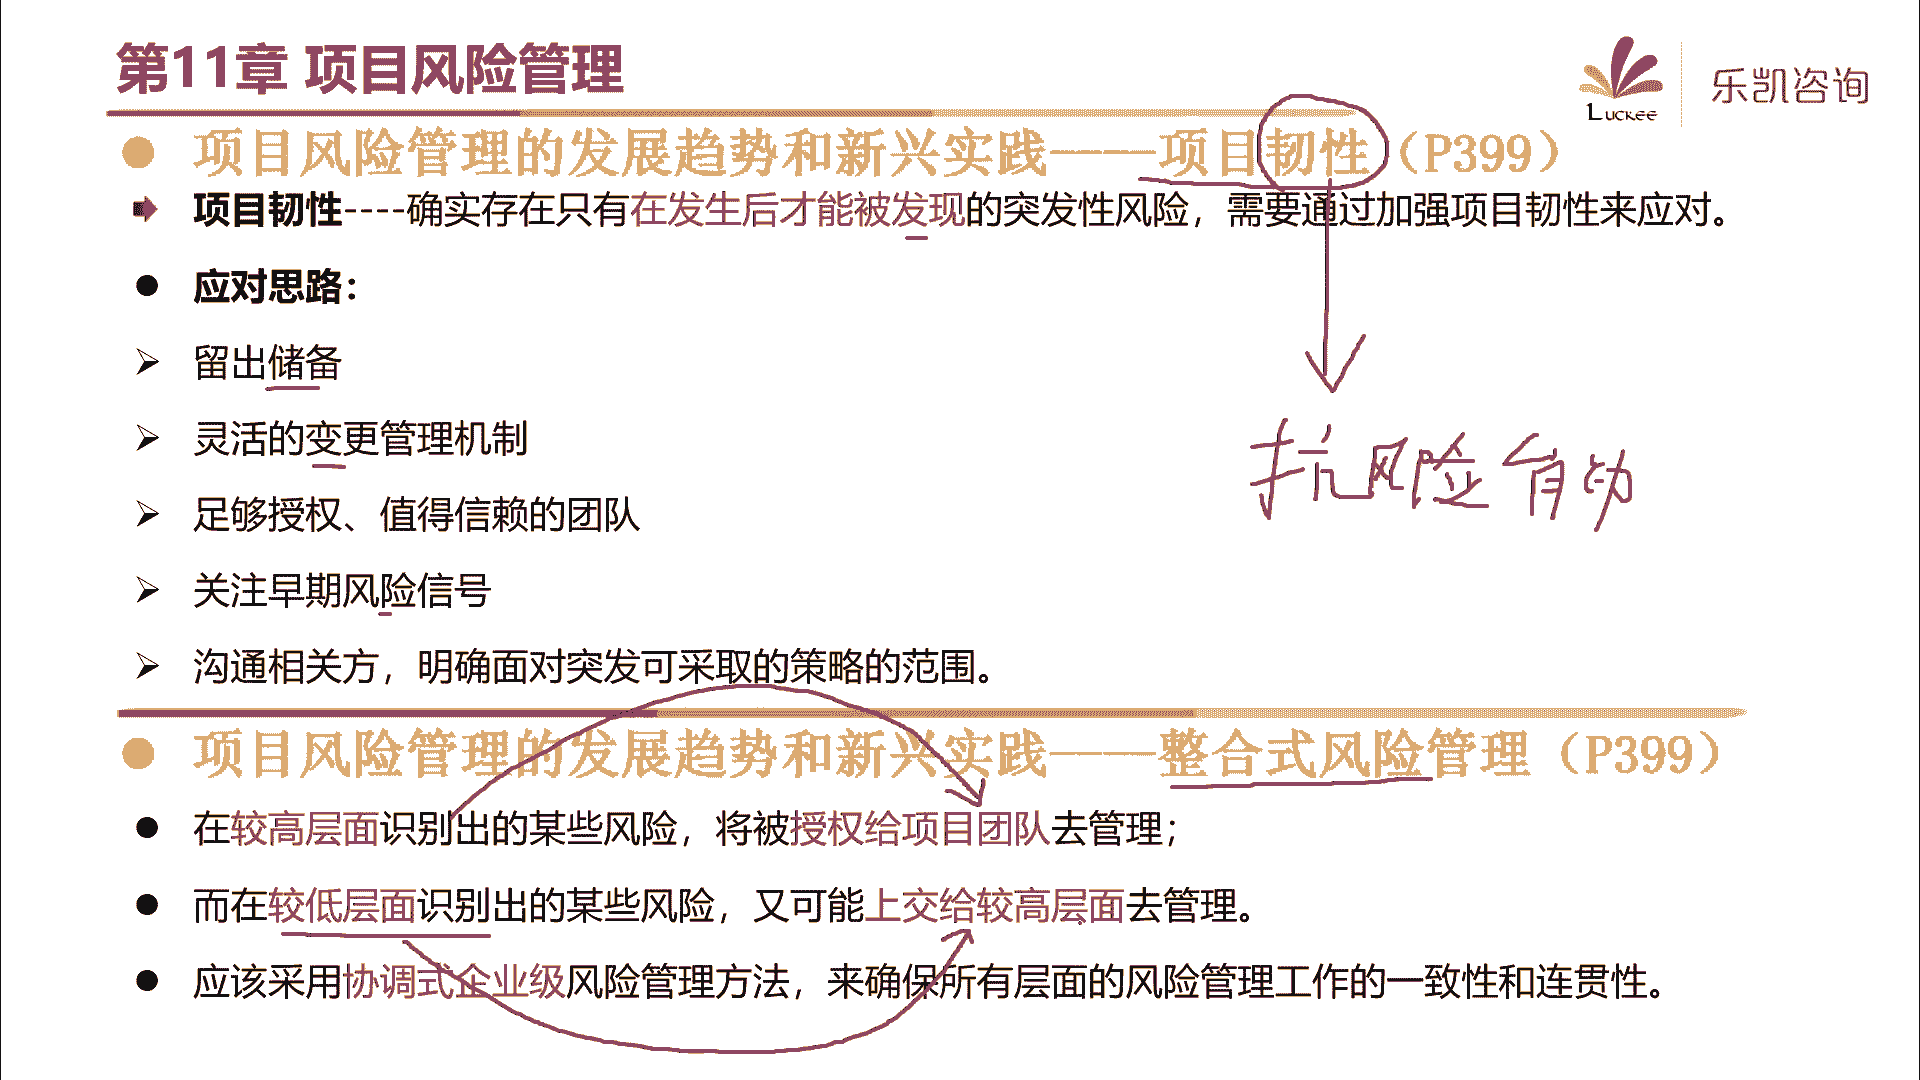 第11章 项目风险管理
Luckee 乐凯咨询
项目风险管理的发展趋势和新兴实践——项目韧性（P399）
项目韧性----确实存在只有在发生后才能被发现的突发性风险，需要通过加强项目韧性来应对。
应对思路：
留出储备
灵活的变更管理机制
足够授权、值得信赖的团队
关注早期风险信号
沟通相关方，明确面对突发可采取的策略的范围。
抗风险
项目风险管理的发展趋势和新兴实践——整合式风险管理（P399）
在较高层面识别出的某些风险，将被授权给项目团队去管理；
而在较低层面识别出的某些风险，又可能上交给较高层面去管理。
应该采用协调式企业级风险管理方法，来确保所有层面的风险管理工作的一致性和连贯性。